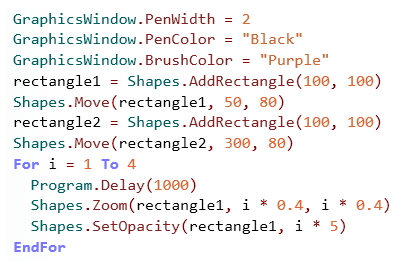 GraphicsWindow.PenWidth = 2
GraphicsWindow.PenColor = "Black"
GraphicsWindow.BrushColor = "Purple"
rectangle1 = Shapes.AddRectangle(100, 100)
Shapes.Move(rectangle1, 50, 80)
rectangle2 = Shapes.AddRectangle(100, 100)
Shapes.Move(rectangle2, 300, 80)
For i = 1 To 4
  Program.Delay(1000)
  Shapes.Zoom(rectangle1, i * 0.4, i * 0.4)
  Shapes.SetOpacity(rectangle1, i * 5)
EndFor